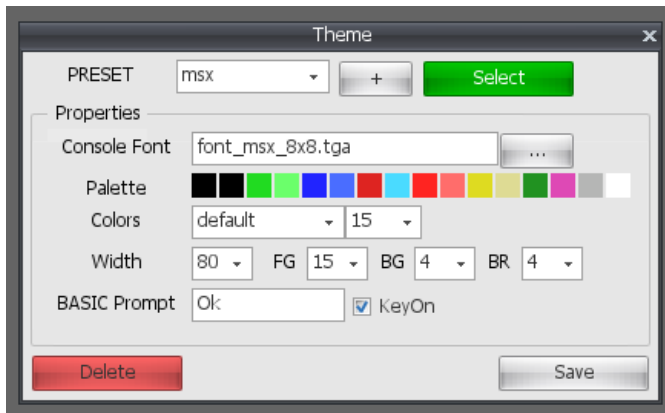 Theme x
PRESET msx + Select
Properties
Console Font font_msx_8x8.tga ...
Palette
Colors default 15
Width 80 FG 15 BG 4 BR 4
BASIC Prompt Ok KeyOn
Delete Save